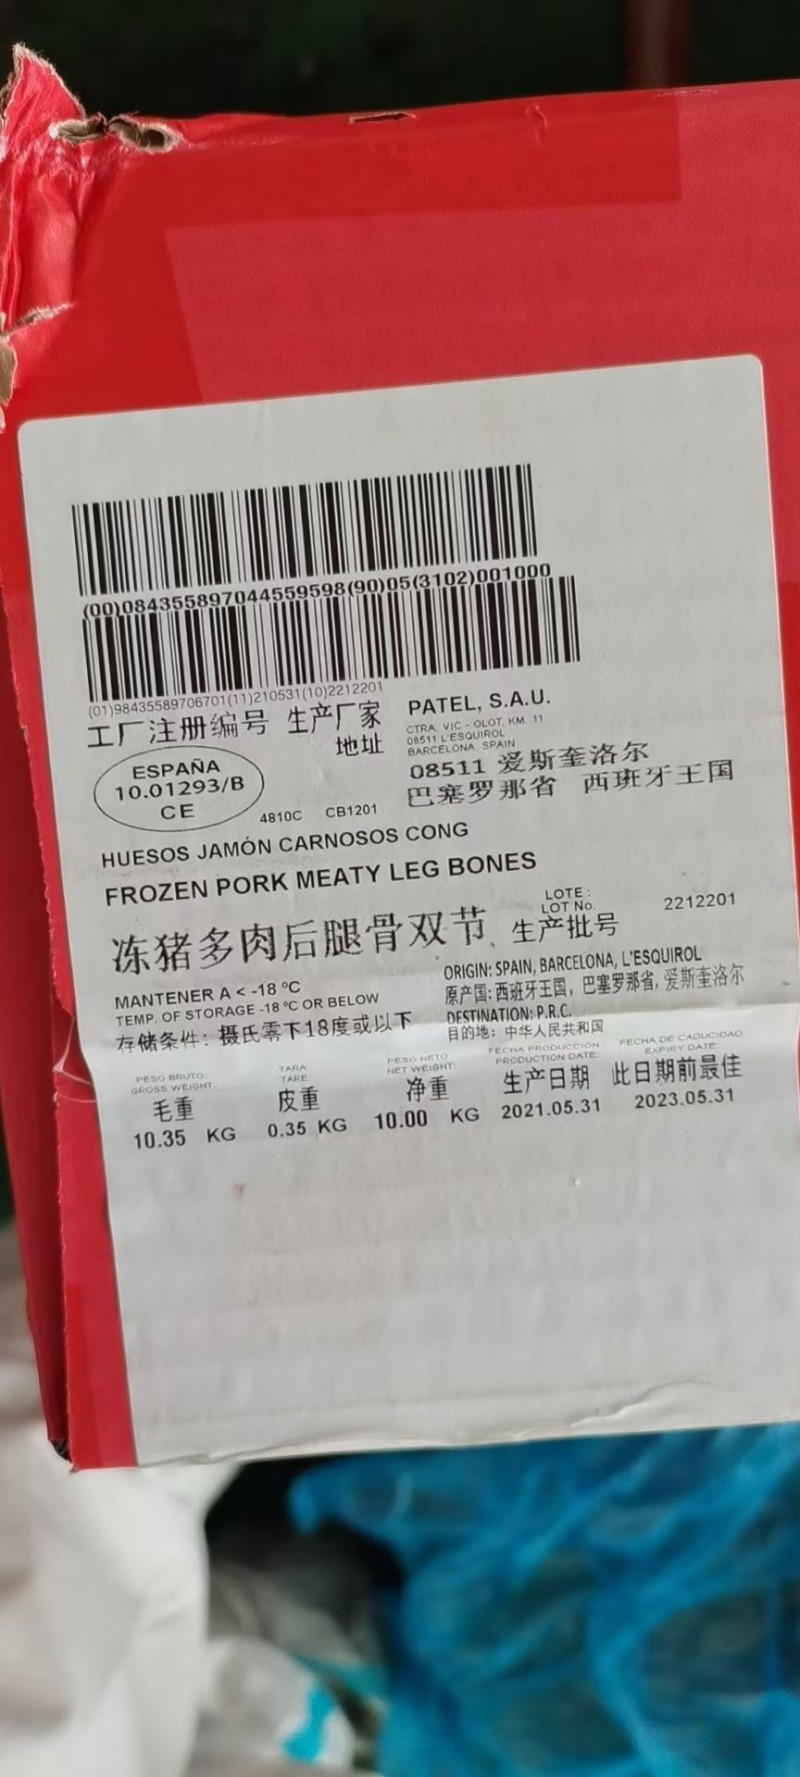 (00)084355897044559598(90)05(3102)001000
(01)98435589706701(11)210531(10)2212201
工厂注册编号 生产厂家
地址
PATEL, S.A.U.
CTRA. VIC - OLOT, KM. 11
08511 L'ESQUIROL
BARCELONA, SPAIN
08511 爱斯奎洛尔
巴塞罗那省 西班牙王国
ESPAÑA
10.01293/B
CE
4810C CB1201
HUESOS JAMÓN CARNOSOS CONG
FROZEN PORK MEATY LEG BONES
冻猪多肉后腿骨双节
LOTE:
LOT No.
生产批号
2212201
MANTENER A < -18 ºC
TEMP. OF STORAGE -18 ºC OR BELOW
存储条件: 摄氏零下18度或以下
ORIGIN: SPAIN, BARCELONA, L'ESQUIROL
原产国: 西班牙王国, 巴塞罗那省, 爱斯奎洛尔
DESTINATION: P.R.C.
目的地: 中华人民共和国
PESO BRUTO:
GROSS WEIGHT:
毛重
10.35 KG
TARA
TARE
皮重
0.35 KG
PESO NETO
NET WEIGHT:
净重
10.00 KG
FECHA PRODUCCIÓN
PRODUCTION DATE:
生产日期
2021.05.31
FECHA DE CADUCIDAD
EXPIRY DATE:
此日期前最佳
2023.05.31